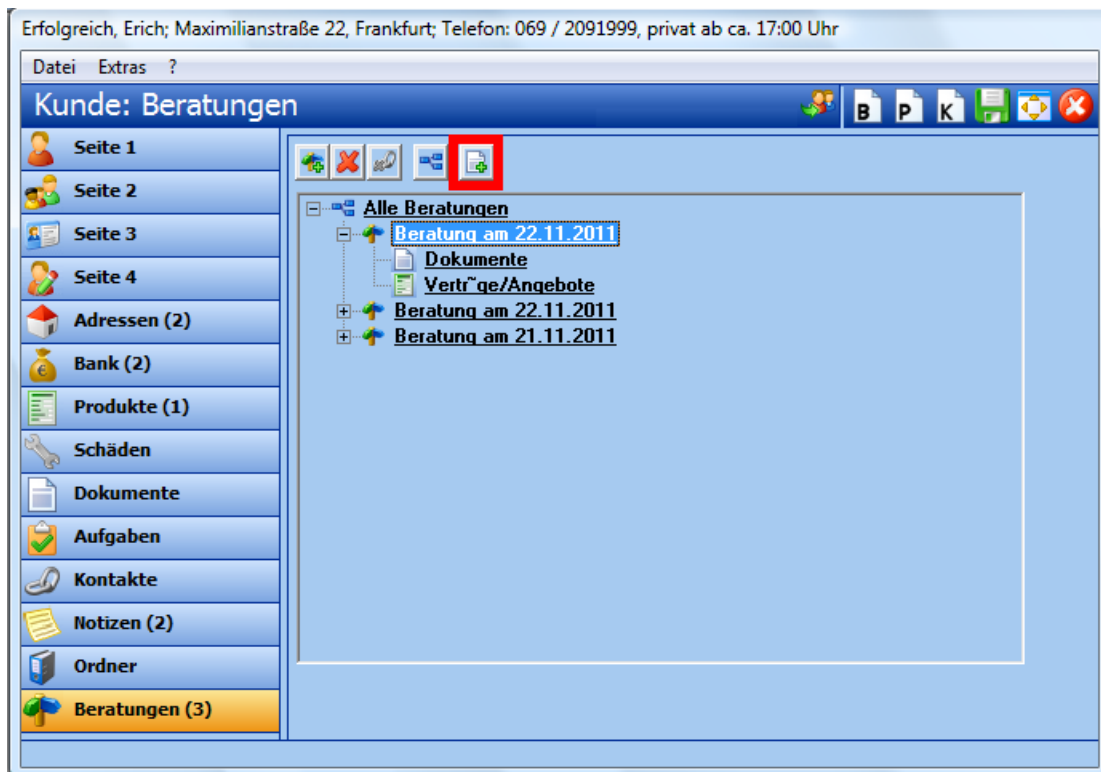 Erfolgreich, Erich; Maximilianstraße 22, Frankfurt; Telefon: 069 / 2091999, privat ab ca. 17:00 Uhr
Datei Extras ?
Kunde: Beratungen
B P K
Seite 1
Seite 2
Seite 3
Seite 4
Adressen (2)
Bank (2)
Produkte (1)
Schäden
Dokumente
Aufgaben
Kontakte
Notizen (2)
Ordner
Beratungen (3)
Alle Beratungen
Beratung am 22.11.2011
Dokumente
Vertr~ge/Angebote
Beratung am 22.11.2011
Beratung am 21.11.2011